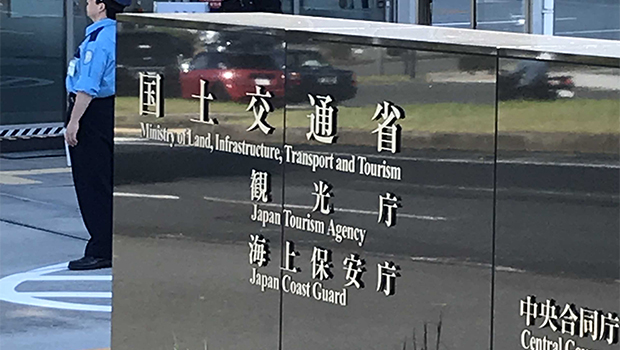 国土交通省
Ministry of Land, Infrastructure, Transport and Tourism
観光庁
Japan Tourism Agency
海上保安庁
Japan Coast Guard
中央合同庁
Central